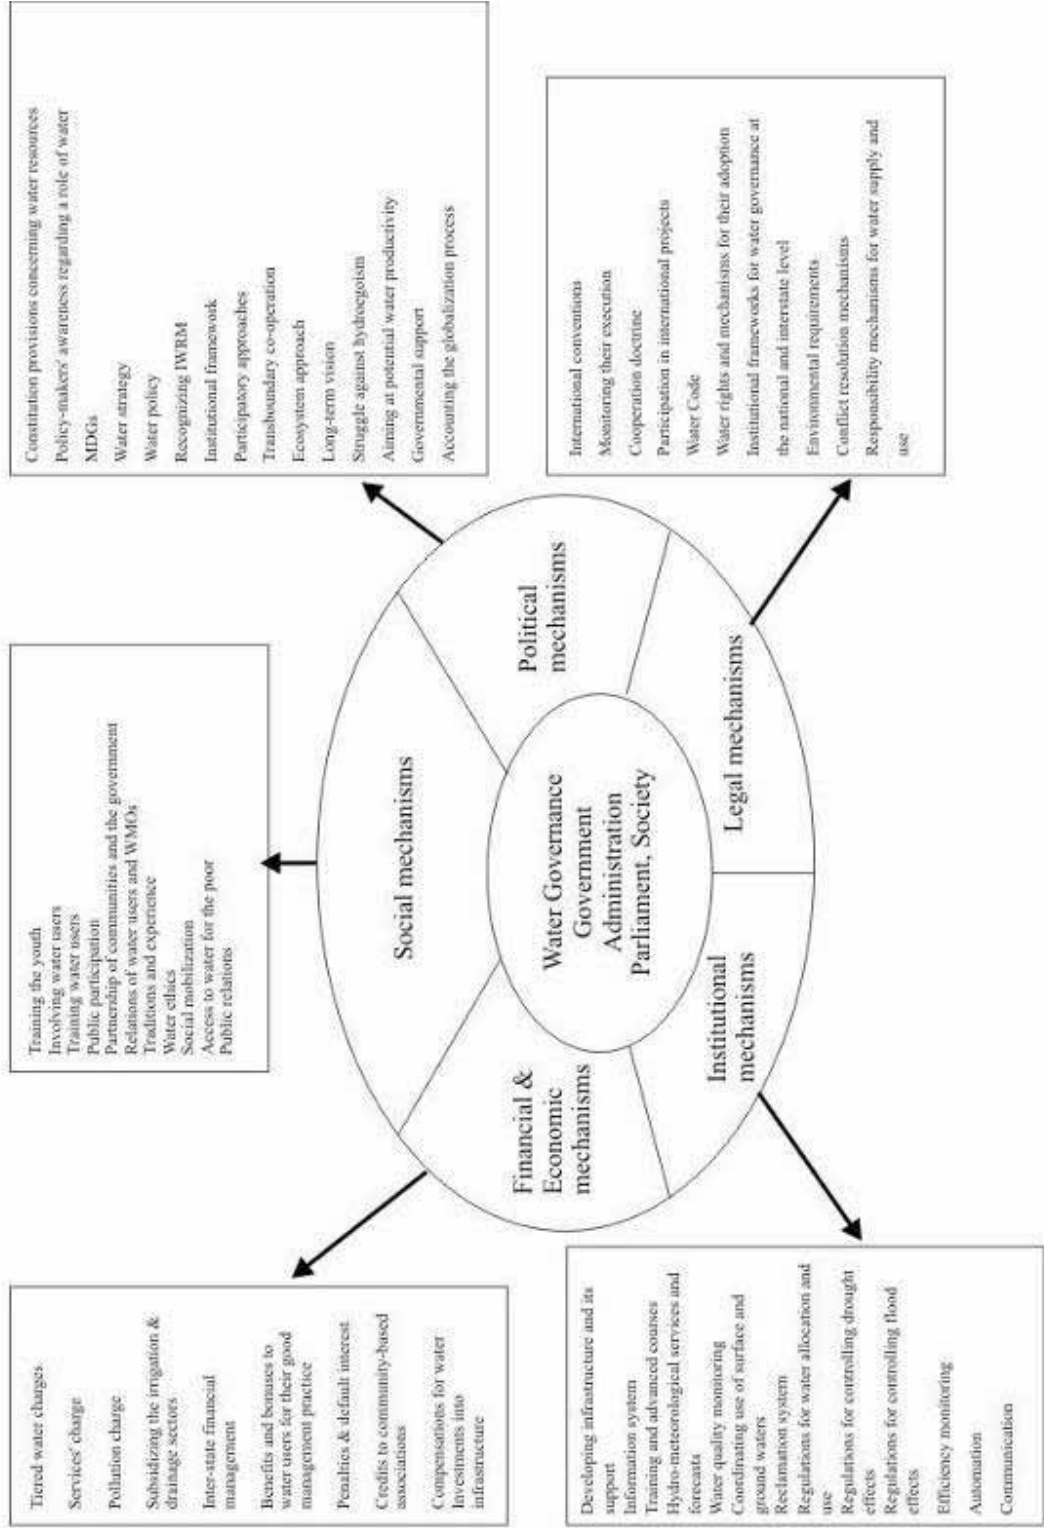 Tiered water charges
Services' charge
Pollution charge
Subsidizing the irrigation &
drainage sectors
Inter-state financial
management
Benefits and bonuses to
water users for their good
management practice
Penalties & default interest
Credits to community-based
associations
Compensations for water
Investments into
infrastructure
Training the youth
Involving water users
Training water users
Public participation
Partnership of communities and the government
Relations of water users and WMOs
Traditions and experience
Water ethics
Social mobilization
Access to water for the poor
Public relations
Constitution provisions concerning water resources
Policy-makers' awareness regarding a role of water
MDGs
Water strategy
Water policy
Recognizing IWRM
Institutional framework
Participatory approaches
Transboundary co-operation
Ecosystem approach
Long-term vision
Struggle against hydroegoism
Aiming at potential water productivity
Governmental support
Accounting the globalization process
Social mechanisms
Financial &
Economic
mechanisms
Water Governance
Government
Administration
Parliament, Society
Political
mechanisms
Institutional
mechanisms
Legal mechanisms
Developing infrastructure and its
support
Information system
Training and advanced courses
Hydro-meteorological services and
forecasts
Water quality monitoring
Coordinating use of surface and
ground waters
Reclamation system
Regulations for water allocation and
use
Regulations for controlling drought
effects
Regulations for controlling flood
effects
Efficiency monitoring
Automation
Communication
International conventions
Monitoring their execution
Cooperation doctrine
Participation in international projects
Water Code
Water rights and mechanisms for their adoption
Institutional frameworks for water governance at
the national and interstate level
Environmental requirements
Conflict resolution mechanisms
Responsibility mechanisms for water supply and
use